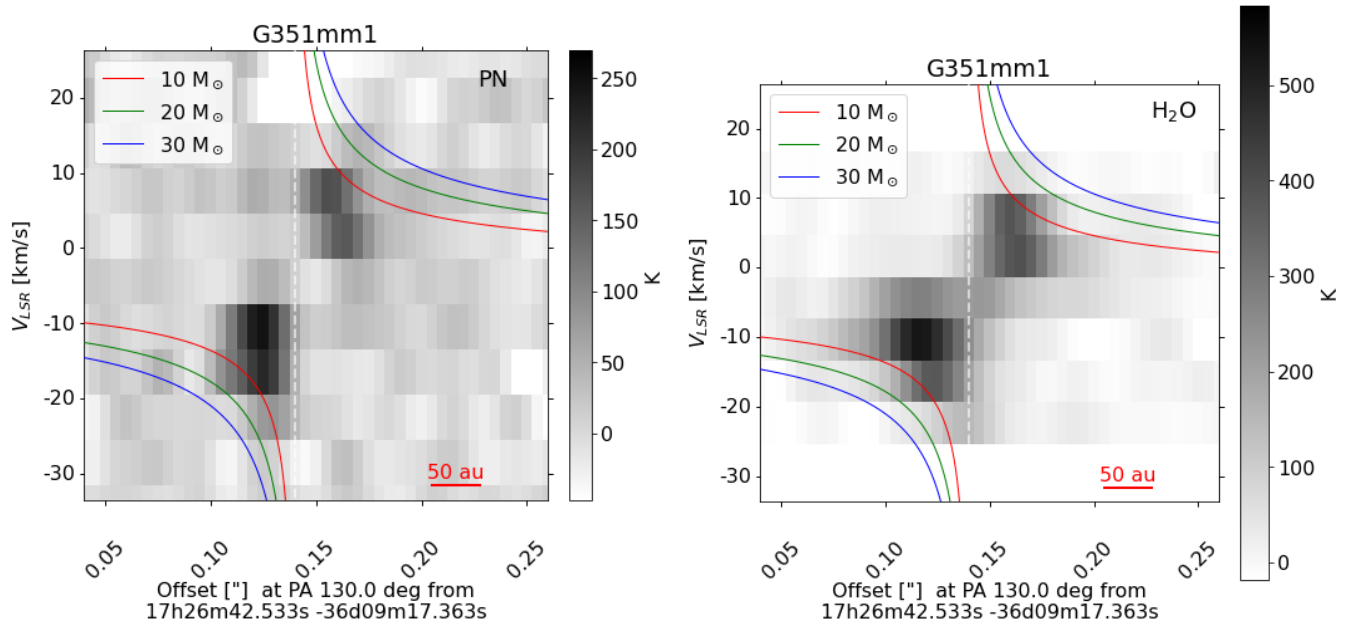 G351mm1
PN
10 M⊙
20 M⊙
30 M⊙
20
10
0
-10
-20
-30
V_LSR [km/s]
50 au
0.05
0.10
0.15
0.20
0.25
Offset ["] at PA 130.0 deg from
17h26m42.533s -36d09m17.363s
250
200
150
100
50
0
K
G351mm1
H₂O
10 M⊙
20 M⊙
30 M⊙
20
10
0
-10
-20
-30
V_LSR [km/s]
50 au
0.05
0.10
0.15
0.20
0.25
Offset ["] at PA 130.0 deg from
17h26m42.533s -36d09m17.363s
500
400
300
200
100
0
K